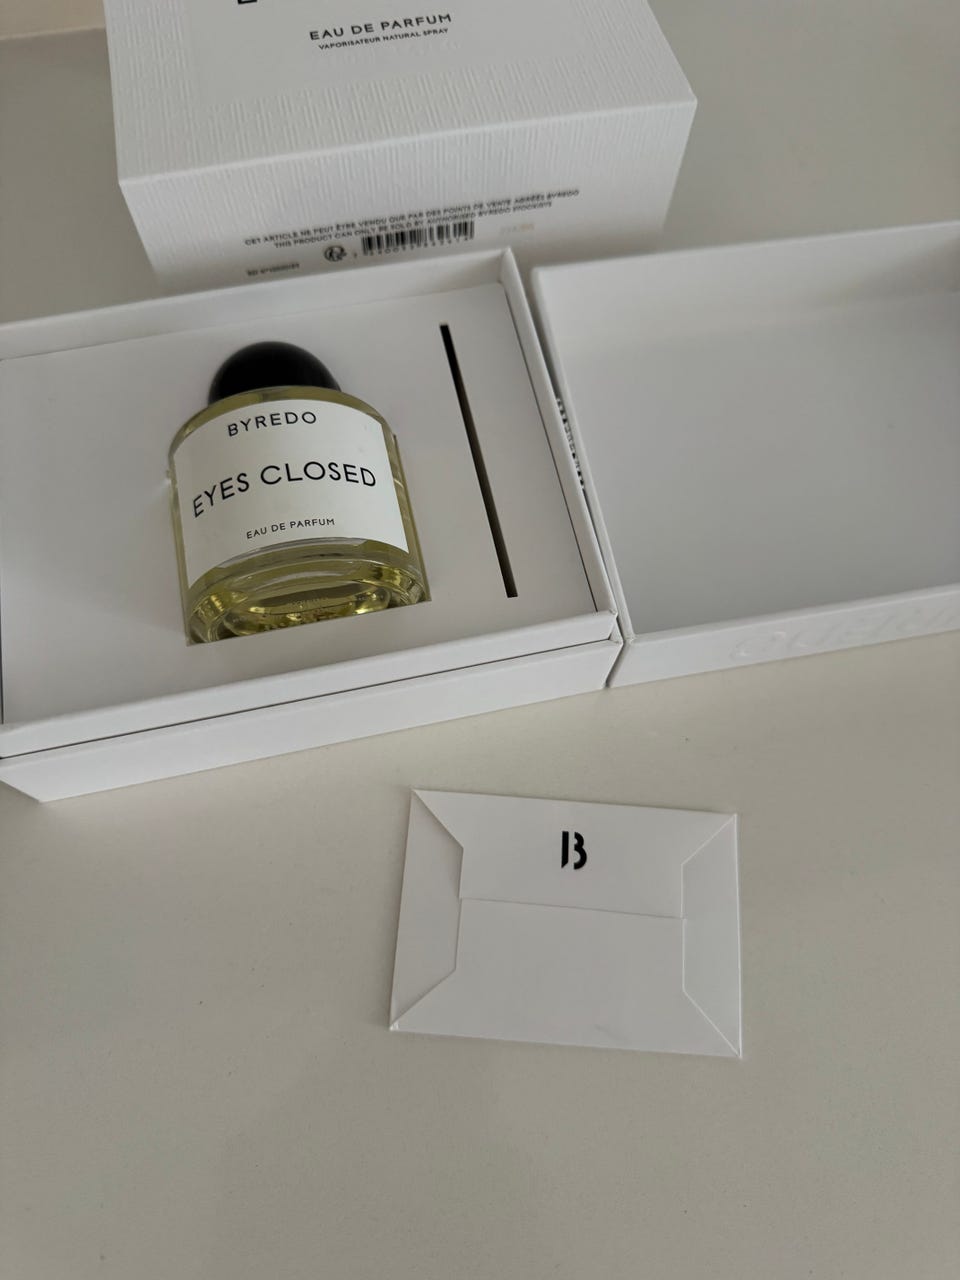 EAU DE PARFUM
VAPORISATEUR NATURAL SPRAY
CET ARTICLE NE PEUT ÊTRE VENDU QUE PAR DES POINTS DE VENTE AGRÉÉS BYREDO
THIS PRODUCT CAN ONLY BE SOLD BY AUTHORISED BYREDO STOCKISTS
BYREDO
EYES CLOSED
EAU DE PARFUM
B